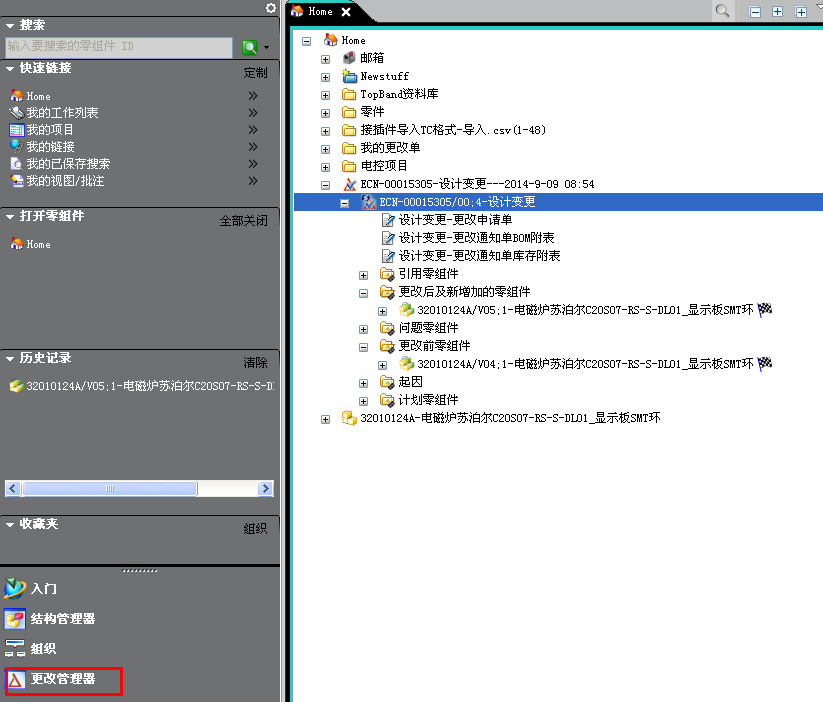 搜索
输入要搜索的零组件 ID
快速链接
定制
Home
我的工作列表
我的项目
我的链接
我的已保存搜索
我的视图/批注
打开零组件
全部关闭
Home
历史记录
清除
32010124A/V05;1-电磁炉苏泊尔C20S07-RS-S-D
收藏夹
组织
入门
结构管理器
组织
更改管理器
Home
Home
邮箱
Newstuff
TopBand资料库
零件
接插件导入TC格式-导入.csv(1-48)
我的更改单
电控项目
ECN-00015305-设计变更---2014-9-09 08:54
ECN-00015305/00;4-设计变更
设计变更-更改申请单
设计变更-更改通知单BOM附表
设计变更-更改通知单库存附表
引用零组件
更改后及新增加的零组件
32010124A/V05;1-电磁炉苏泊尔C20S07-RS-S-DL01_显示板SMT环
问题零组件
更改前零组件
32010124A/V04;1-电磁炉苏泊尔C20S07-RS-S-DL01_显示板SMT环
起因
计划零组件
32010124A-电磁炉苏泊尔C20S07-RS-S-DL01_显示板SMT环